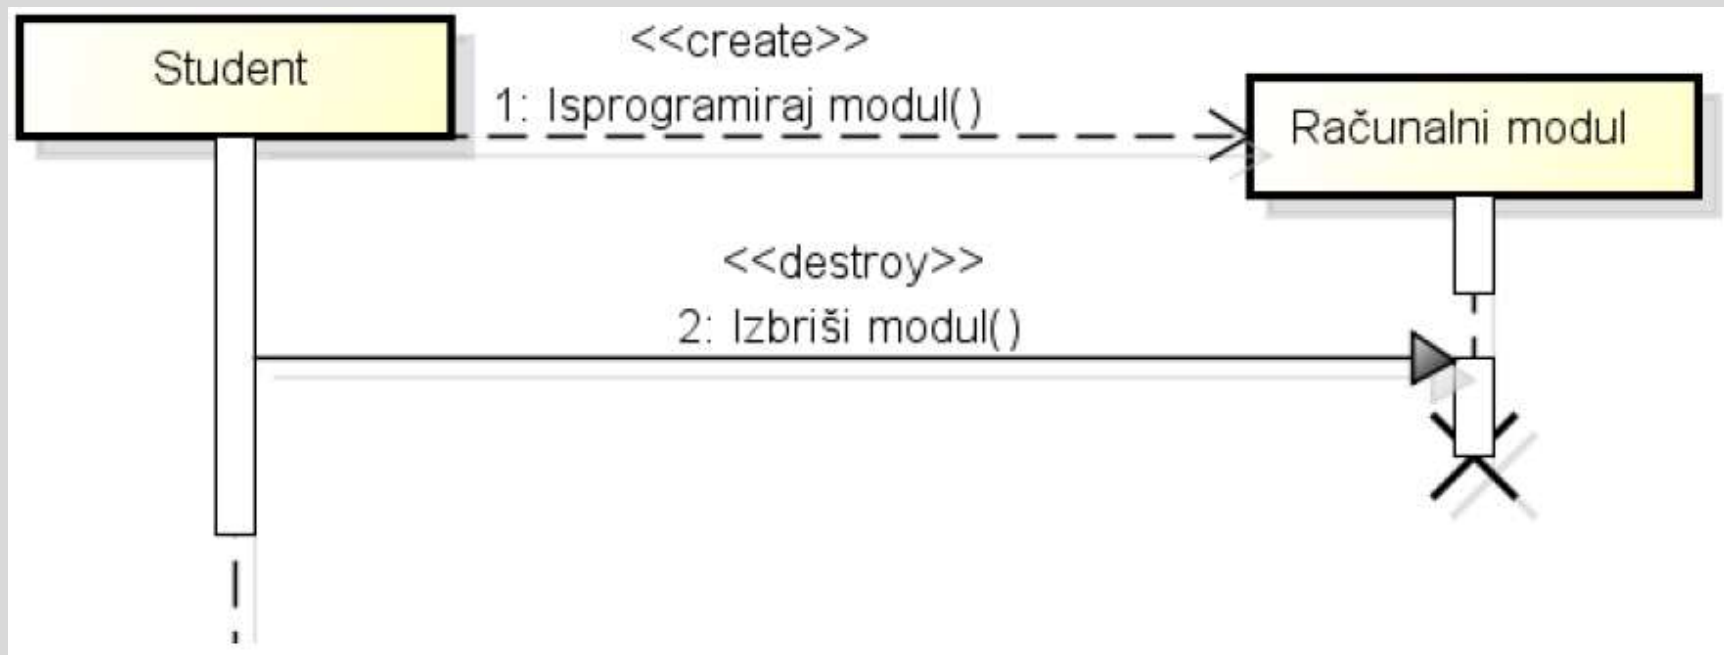 Student
<<create>>
1: Isprogramiraj modul()
Računalni modul
<<destroy>>
2: Izbriši modul()